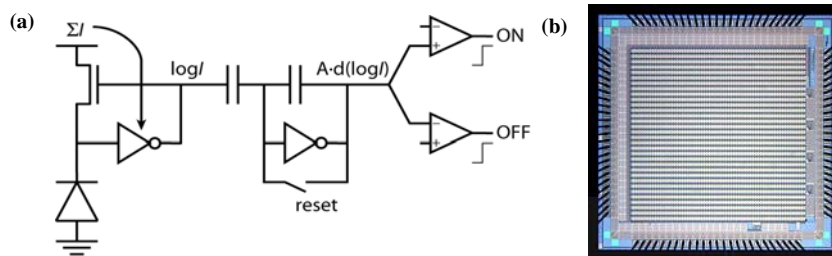 (a)
ΣI
logI
A·d(logI)
ON
OFF
reset
(b)